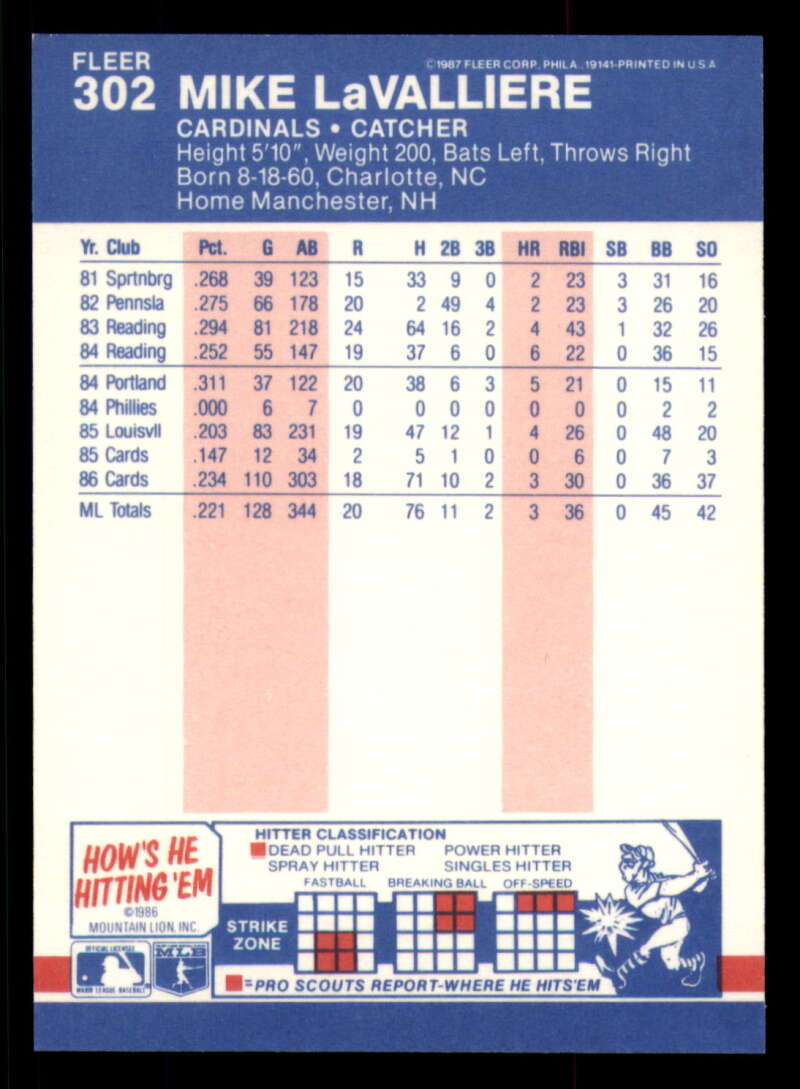 FLEER
©1987 FLEER CORP. PHILA., 19141-PRINTED IN U.S.A.
302 MIKE LaVALLIERE
CARDINALS • CATCHER
Height 5'10", Weight 200, Bats Left, Throws Right
Born 8-18-60, Charlotte, NC
Home Manchester, NH
Yr. Club Pct. G AB R H 2B 3B HR RBI SB BB SO
81 Sprtnbrg .268 39 123 15 33 9 0 2 23 3 31 16
82 Pennsla .275 66 178 20 2 49 4 2 23 3 26 20
83 Reading .294 81 218 24 64 16 2 4 43 1 32 26
84 Reading .252 55 147 19 37 6 0 6 22 0 36 15
84 Portland .311 37 122 20 38 6 3 5 21 0 15 11
84 Phillies .000 6 7 0 0 0 0 0 0 0 2 2
85 Louisvll .203 83 231 19 47 12 1 4 26 0 48 20
85 Cards .147 12 34 2 5 1 0 0 6 0 7 3
86 Cards .234 110 303 18 71 10 2 3 30 0 36 37
ML Totals .221 128 344 20 76 11 2 3 36 0 45 42
HOW'S HE
HITTING 'EM
©1986
MOUNTAIN LION, INC.
OFFICIAL LICENSEE
MAJOR LEAGUE BASEBALL
MLB
HITTER CLASSIFICATION
DEAD PULL HITTER POWER HITTER
SPRAY HITTER SINGLES HITTER
FASTBALL BREAKING BALL OFF-SPEED
STRIKE
ZONE
=PRO SCOUTS REPORT-WHERE HE HITS 'EM